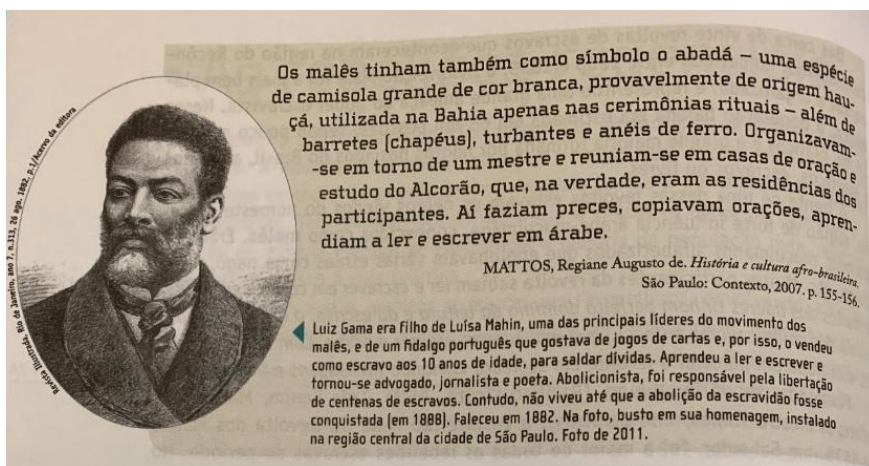 Os malês tinham também como símbolo o abadá – uma espécie
de camisola grande de cor branca, provavelmente de origem hau-
çá, utilizada na Bahia apenas nas cerimônias rituais – além de
barretes (chapéus), turbantes e anéis de ferro. Organizavam-
-se em torno de um mestre e reuniam-se em casas de oração e
estudo do Alcorão, que, na verdade, eram as residências dos
participantes. Aí faziam preces, copiavam orações, apren-
diam a ler e escrever em árabe.
MATTOS, Regiane Augusto de. História e cultura afro-brasileira.
São Paulo: Contexto, 2007. p. 155-156.
Revista Illustrada, Rio de Janeiro, ano 7, n.313, 26 ago. 1882, p.1/Acervo da editora
Luiz Gama era filho de Luísa Mahin, uma das principais líderes do movimento dos
malês, e de um fidalgo português que gostava de jogos de cartas e, por isso, o vendeu
como escravo aos 10 anos de idade, para saldar dívidas. Aprendeu a ler e escrever e
tornou-se advogado, jornalista e poeta. Abolicionista, foi responsável pela libertação
de centenas de escravos. Contudo, não viveu até que a abolição da escravidão fosse
conquistada (em 1888). Faleceu em 1882. Na foto, busto em sua homenagem, instalado
na região central da cidade de São Paulo. Foto de 2011.